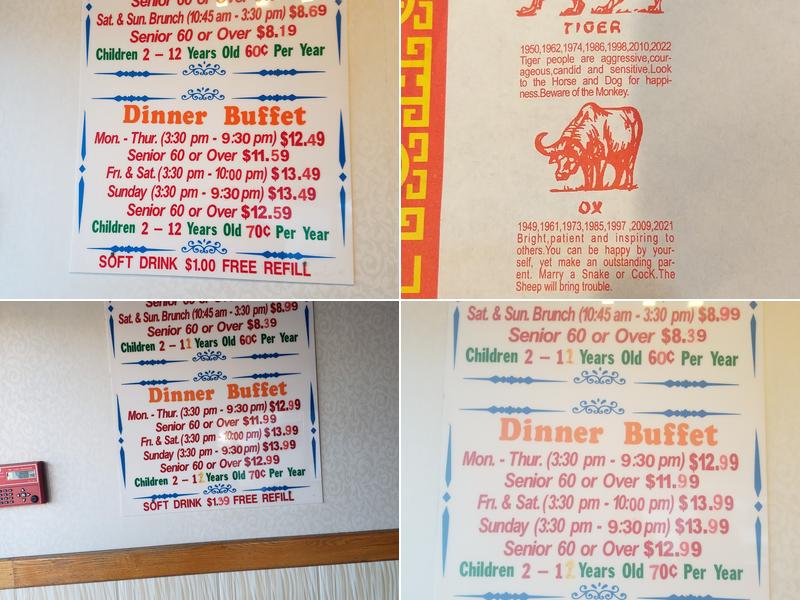 Senior 60 or Over
Sat. & Sun. Brunch (10:45 am - 3:30 pm) $8.69
Senior 60 or Over $8.19
Children 2 - 12 Years Old 60¢ Per Year
Dinner Buffet
Mon. - Thur. (3:30 pm - 9:30 pm) $12.49
Senior 60 or Over $11.59
Fri. & Sat. (3:30 pm - 10:00 pm) $13.49
Sunday (3:30 pm - 9:30 pm) $13.49
Senior 60 or Over $12.59
Children 2 - 12 Years Old 70¢ Per Year
SOFT DRINK $1.00 FREE REFILL
TIGER
1950,1962,1974,1986,1998,2010,2022
Tiger people are aggressive,cour-
ageous,candid and sensitive.Look
to the Horse and Dog for happi-
ness.Beware of the Monkey.
OX
1949,1961,1973,1985,1997 ,2009,2021
Bright,patient and inspiring to
others.You can be happy by your-
self, yet make an outstanding par-
ent. Marry a Snake or CocK.The
Sheep will bring trouble.
Senior 60 or Over
Sat. & Sun. Brunch (10:45 am - 3:30 pm) $8.99
Senior 60 or Over $8.39
Children 2 - 11 Years Old 60¢ Per Year
Dinner Buffet
Mon. - Thur. (3:30 pm - 9:30 pm) $12.99
Senior 60 or Over $11.99
Fri. & Sat. (3:30 pm - 10:00 pm) $13.99
Sunday (3:30 pm - 9:30 pm) $13.99
Senior 60 or Over $12.99
Children 2 - 11 Years Old 70¢ Per Year
SOFT DRINK $1.39 FREE REFILL
Sat. & Sun. Brunch (10:45 am - 3:30 pm) $8.99
Senior 60 or Over $8.39
Children 2 - 11 Years Old 60¢ Per Year
Dinner Buffet
Mon. - Thur. (3:30 pm - 9:30 pm) $12.99
Senior 60 or Over $11.99
Fri. & Sat. (3:30 pm - 10:00 pm) $13.99
Sunday (3:30 pm - 9:30 pm) $13.99
Senior 60 or Over $12.99
Children 2 - 11 Years Old 70¢ Per Year